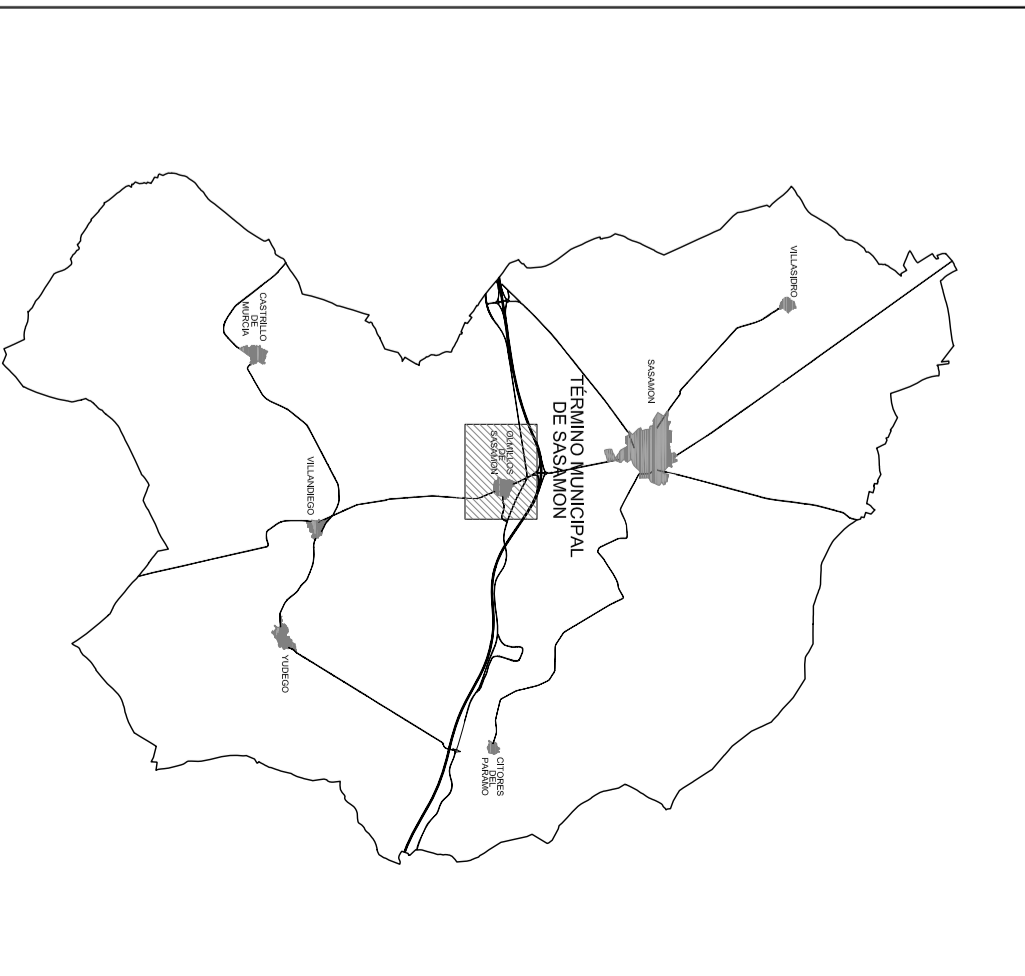 VILLASIDRO
SASAMON
TÉRMINO MUNICIPAL
DE SASAMON
OLMILLOS
DE
SASAMON
CITORES
DEL
PARAMO
VILLANDIEGO
YUDEGO
CASTRILLO
DE
MURCIA